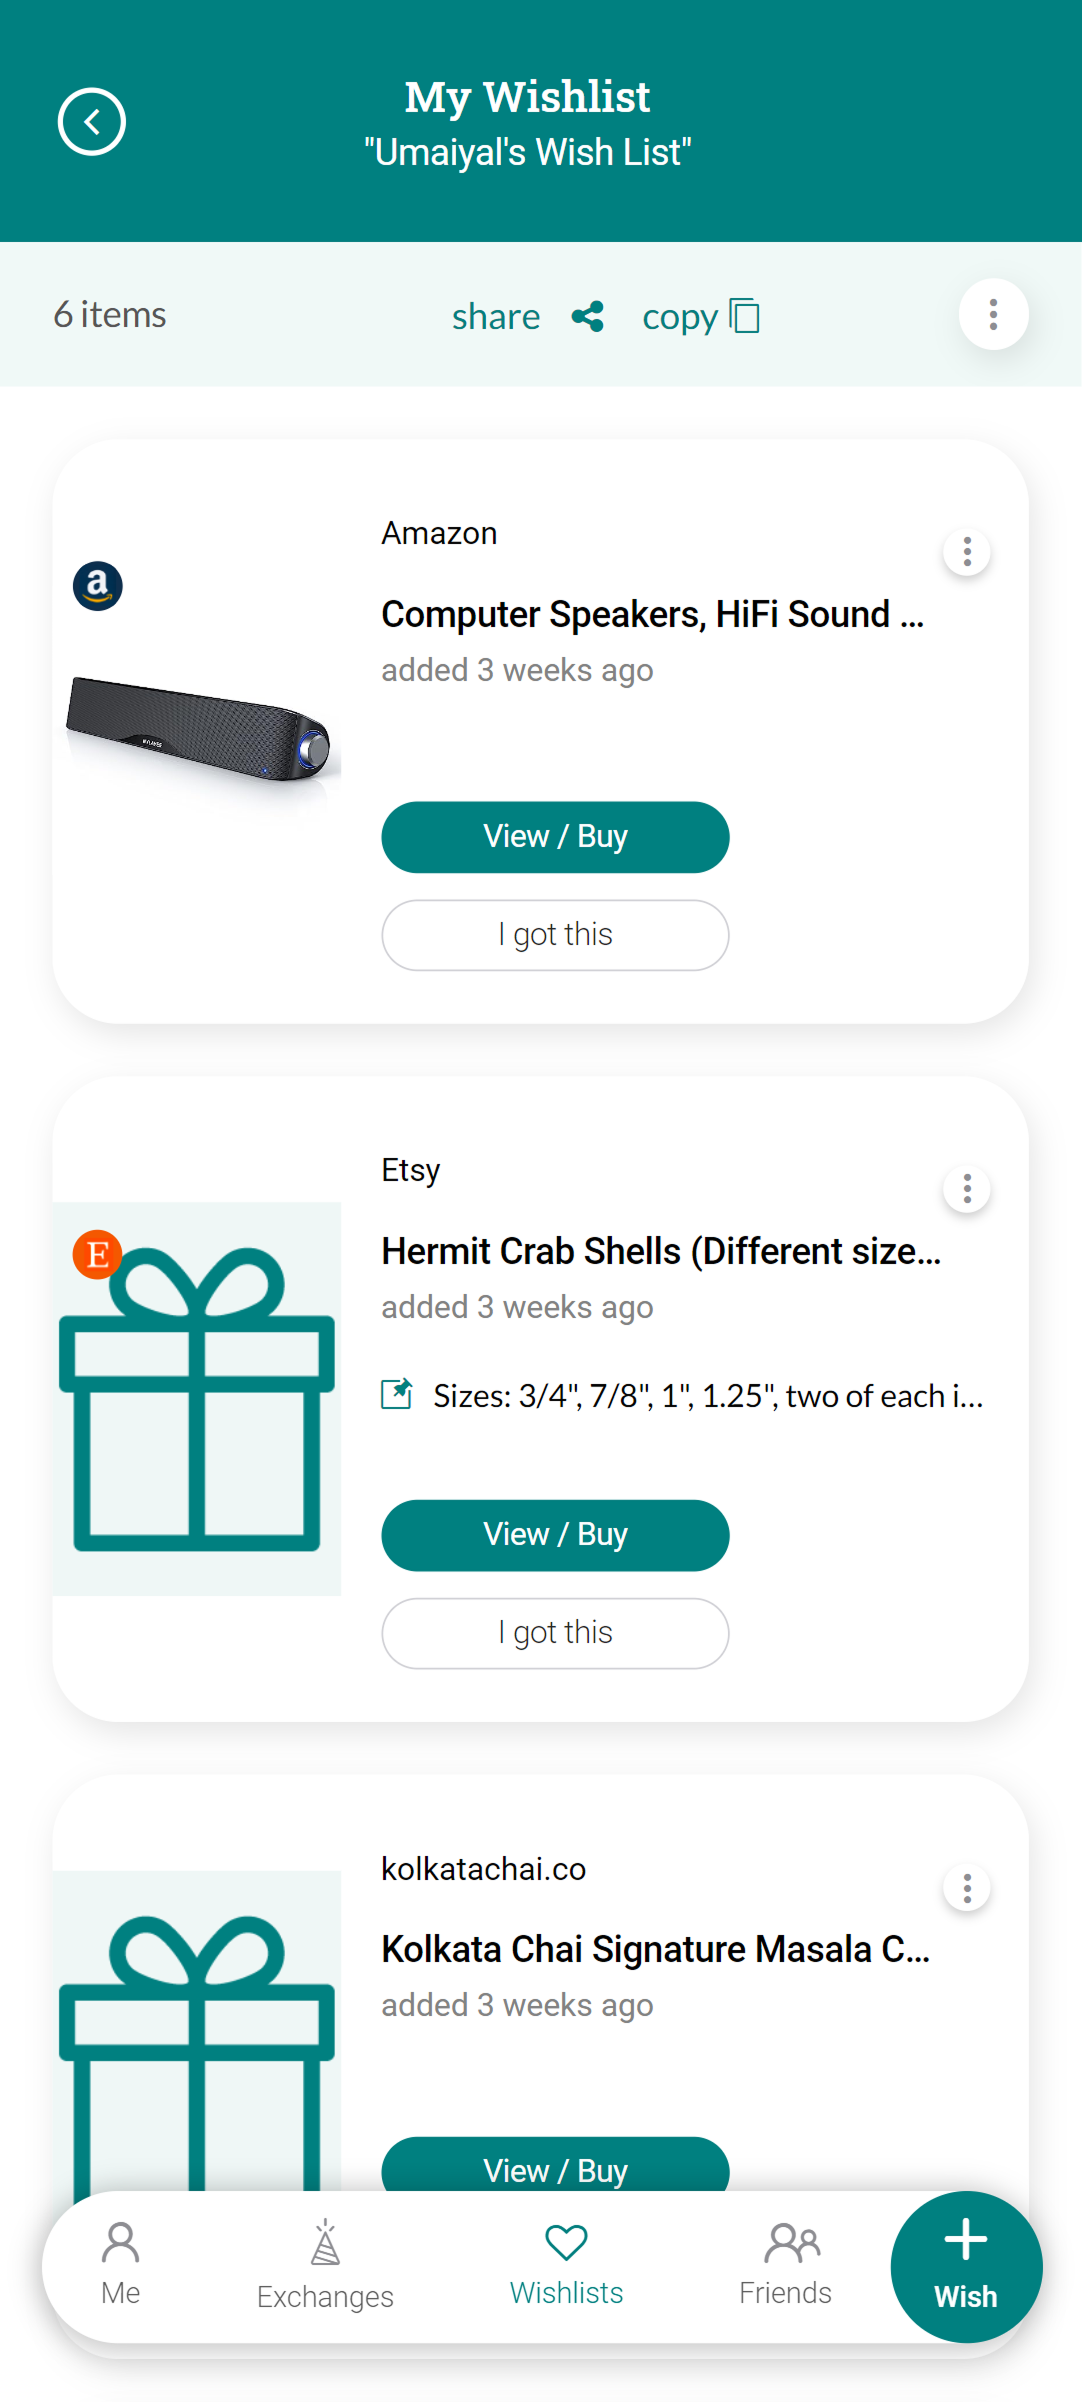 My Wishlist
"Umaiyal's Wish List"
6 items
share
copy
Amazon
a
Computer Speakers, HiFi Sound ...
added 3 weeks ago
View / Buy
I got this
Etsy
E
Hermit Crab Shells (Different size...
added 3 weeks ago
Sizes: 3/4", 7/8", 1", 1.25", two of each i...
View / Buy
I got this
kolkatachai.co
Kolkata Chai Signature Masala C...
added 3 weeks ago
View / Buy
Me
Exchanges
Wishlists
Friends
Wish